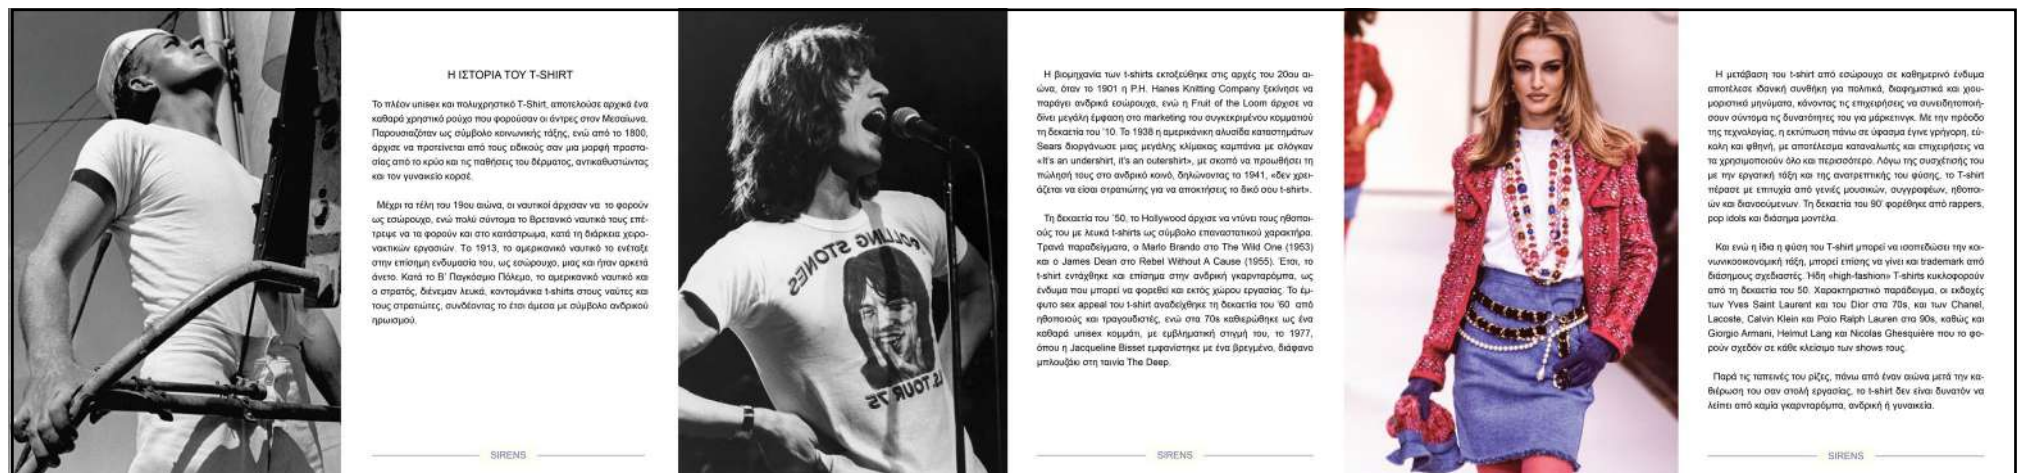 Η ΙΣΤΟΡΙΑ ΤΟΥ T-SHIRT
Το πλέον unisex και πολυχρηστικό T-Shirt, αποτελούσε αρχικά ένα
καθαρά χρηστικό ρούχο που φορούσαν οι άντρες στον Μεσαίωνα.
Παρουσιαζόταν ως σύμβολο κοινωνικής τάξης, ενώ από το 1800,
άρχισε να προτείνεται από τους ειδικούς σαν μια μορφή προστα-
σίας από το κρύο και τις παθήσεις του δέρματος, αντικαθιστώντας
και τον γυναικείο κορσέ.
Μέχρι τα τέλη του 19ου αιώνα, οι ναυτικοί άρχισαν να το φορούν
ως εσώρουχο, ενώ πολύ σύντομα το Βρετανικό ναυτικό τους επέ-
τρεψε να τα φορούν και στο κατάστρωμα, κατά τη διάρκεια χειρο-
νακτικών εργασιών. Το 1913, το αμερικανικό ναυτικό το ενέταξε
στην επίσημη ενδυμασία του, ως εσώρουχο, μιας και ήταν αρκετά
άνετο. Κατά το Β' Παγκόσμιο Πόλεμο, το αμερικανικό ναυτικό και
ο στρατός, διένεμαν λευκά, κοντομάνικα t-shirts στους ναύτες και
τους στρατιώτες, συνδέοντας το έτσι άμεσα με σύμβολο ανδρικού
ηρωισμού.
SIRENS
ROLLING STONES
TOUR 75
Η βιομηχανία των t-shirts εκτοξεύθηκε στις αρχές του 20ου αι-
ώνα, όταν το 1901 η P.H. Hanes Knitting Company ξεκίνησε να
παράγει ανδρικά εσώρουχα, ενώ η Fruit of the Loom άρχισε να
δίνει μεγάλη έμφαση στο marketing του συγκεκριμένου κομματιού
τη δεκαετία του '10. Το 1938 η αμερικάνικη αλυσίδα καταστημάτων
Sears διοργάνωσε μιας μεγάλης κλίμακας καμπάνια με σλόγκαν
«It's an undershirt, it's an outershirt», με σκοπό να προωθήσει τη
πώλησή τους στο ανδρικό κοινό, δηλώνοντας το 1941, «δεν χρει-
άζεται να είσαι στρατιώτης για να αποκτήσεις το δικό σου t-shirt».
Τη δεκαετία του ΄50, το Hollywood άρχισε να ντύνει τους ηθοποι-
ούς του με λευκά t-shirts ως σύμβολο επαναστατικού χαρακτήρα.
Τρανά παραδείγματα, ο Marlo Brando στο The Wild One (1953)
και ο James Dean στο Rebel Without A Cause (1955). Έτσι, το
t-shirt εντάχθηκε και επίσημα στην ανδρική γκαρνταρόμπα, ως
ένδυμα που μπορεί να φορεθεί και εκτός χώρου εργασίας. Το έμ-
φυτο sex appeal του t-shirt αναδείχθηκε τη δεκαετία του '60 από
ηθοποιούς και τραγουδιστές, ενώ στα 70s καθιερώθηκε ως ένα
καθαρά unisex κομμάτι, με εμβληματική στιγμή του, το 1977,
όπου η Jacqueline Bisset εμφανίστηκε με ένα βρεγμένο, διάφανο
μπλουζάκι στη ταινία The Deep.
SIRENS
Η μετάβαση του t-shirt από εσώρουχο σε καθημερινό ένδυμα
αποτέλεσε ιδανική συνθήκη για πολιτικά, διαφημιστικά και χιου-
μοριστικά μηνύματα, κάνοντας τις επιχειρήσεις να συνειδητοποιή-
σουν σύντομα τις δυνατότητες του για μάρκετινγκ. Με την πρόοδο
της τεχνολογίας, η εκτύπωση πάνω σε ύφασμα έγινε γρήγορη, εύ-
κολη και φθηνή, με αποτέλεσμα καταναλωτές και επιχειρήσεις να
τα χρησιμοποιούν όλο και περισσότερο. Λόγω της συσχέτισής του
με την εργατική τάξη και της ανατρεπτικής του φύσης, το T-shirt
πέρασε με επιτυχία από γενιές μουσικών, συγγραφέων, ηθοποι-
ών και διανοούμενων. Τη δεκαετία του 90' φορέθηκε από rappers,
pop idols και διάσημα μοντέλα.
Και ενώ η ίδια η φύση του T-shirt μπορεί να ισοπεδώσει την κοι-
νωνικοοικονομική τάξη, μπορεί επίσης να γίνει και trademark από
διάσημους σχεδιαστές. Ήδη «high-fashion» T-shirts κυκλοφορούν
από τη δεκαετία του 50. Χαρακτηριστικό παράδειγμα, οι εκδοχές
των Yves Saint Laurent και του Dior στα 70s, και των Chanel,
Lacoste, Calvin Klein και Polo Ralph Lauren στα 90s, καθώς και
Giorgio Armani, Helmut Lang και Nicolas Ghesquière που το φο-
ρούν σχεδόν σε κάθε κλείσιμο των shows τους.
Παρά τις ταπεινές του ρίζες, πάνω από έναν αιώνα μετά την κα-
θιέρωση του σαν στολή εργασίας, το t-shirt δεν είναι δυνατόν να
λείπει από καμία γκαρνταρόμπα, ανδρική ή γυναικεία.
SIRENS